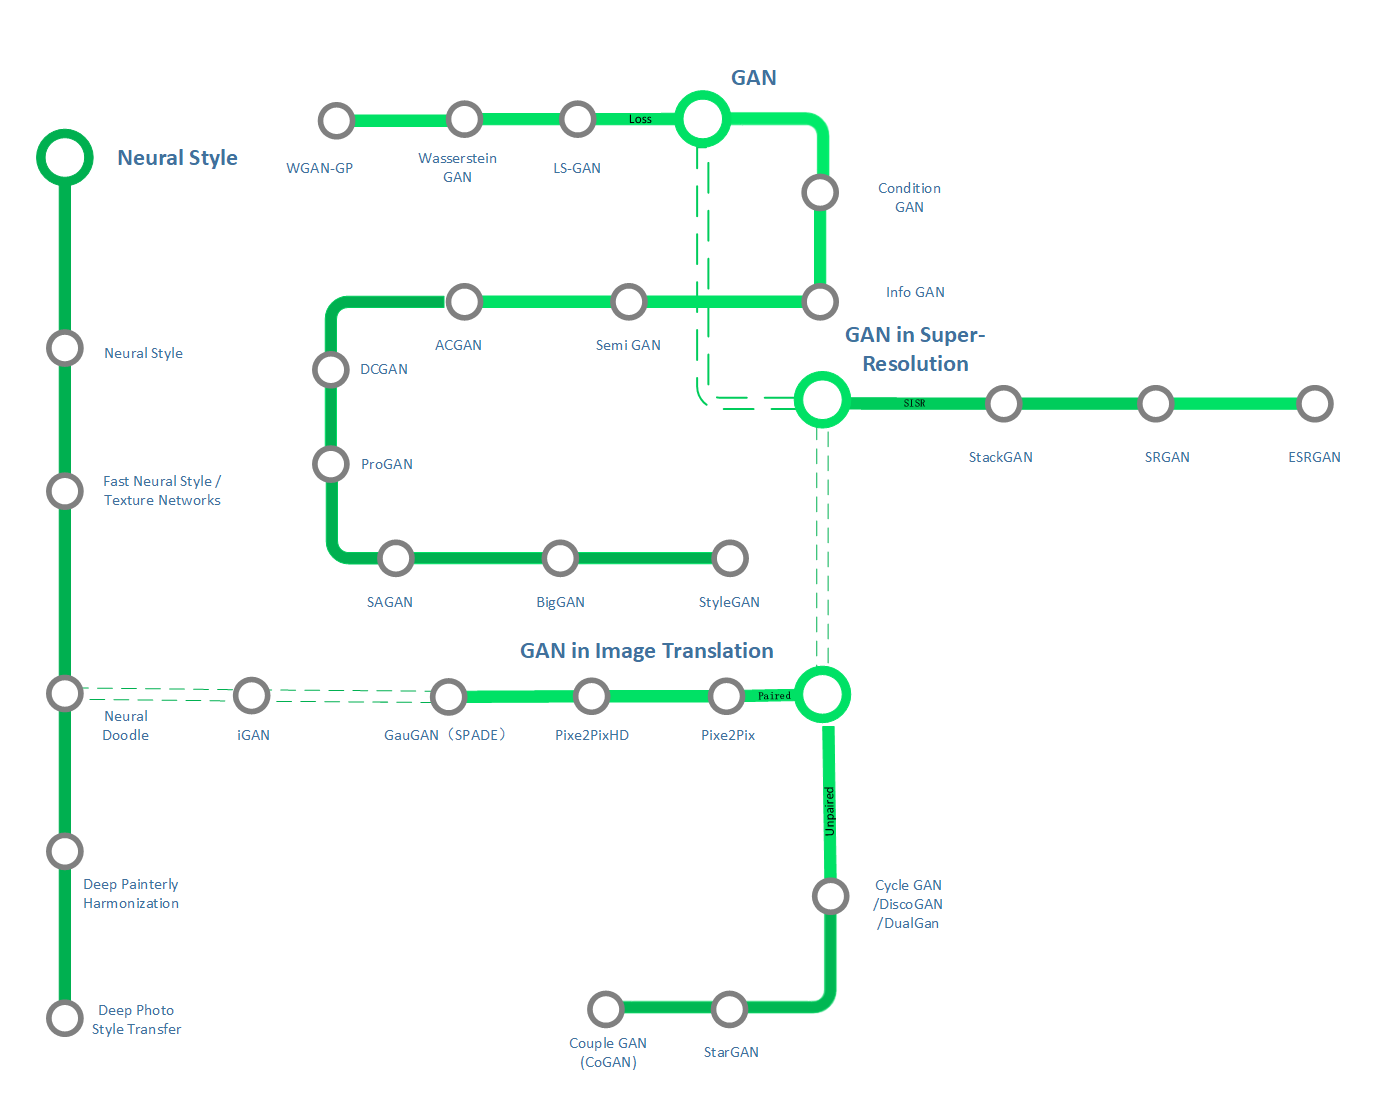 GAN
Loss
Neural Style
WGAN-GP
Wasserstein
GAN
LS-GAN
Condition
GAN
Info GAN
ACGAN
Semi GAN
GAN in Super-
Resolution
Neural Style
DCGAN
SISR
StackGAN
SRGAN
ESRGAN
ProGAN
Fast Neural Style /
Texture Networks
SAGAN
BigGAN
StyleGAN
GAN in Image Translation
Paired
Neural
Doodle
iGAN
GauGAN（SPADE）
Pixe2PixHD
Pixe2Pix
Unpaired
Deep Painterly
Harmonization
Cycle GAN
/DiscoGAN
/DualGan
Deep Photo
Style Transfer
Couple GAN
(CoGAN)
StarGAN